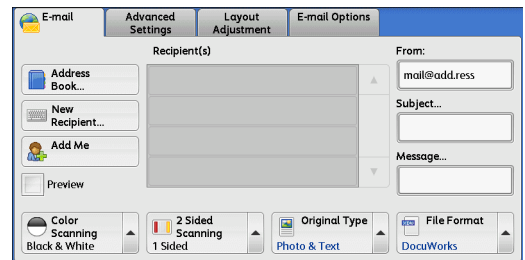 E-mail
Advanced
Settings
Layout
Adjustment
E-mail Options
Recipient(s)
From:
Address
Book...
mail@add.ress
New
Recipient...
Subject...
Add Me
Message...
Preview
Color
Scanning
Black & White
2 Sided
Scanning
1 Sided
Original Type
Photo & Text
File Format
DocuWorks